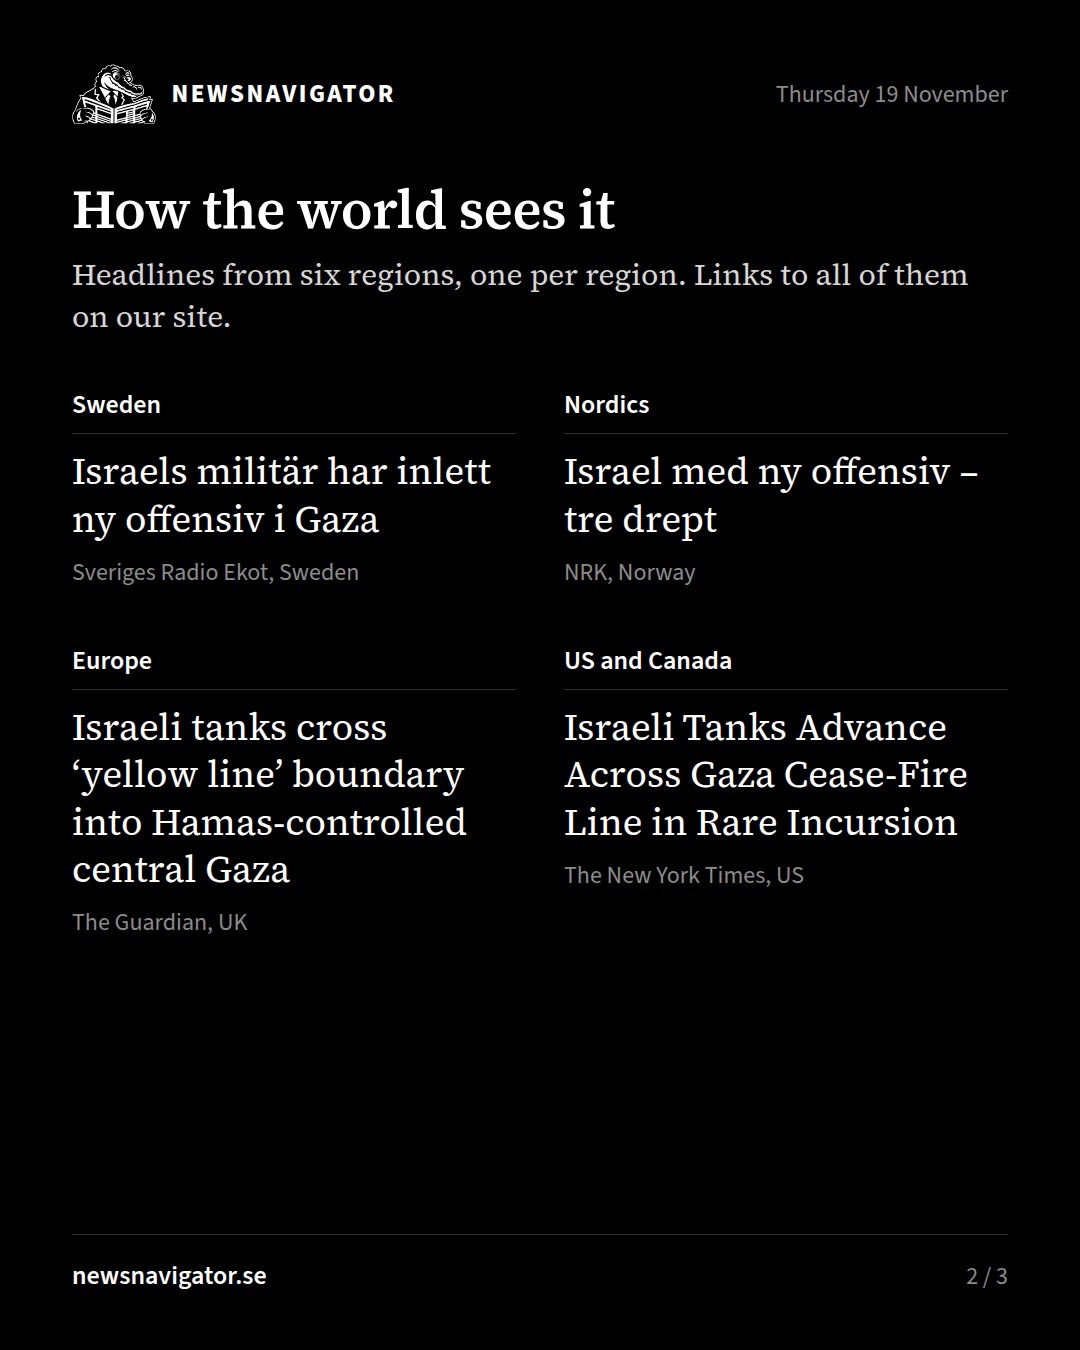 NEWSNAVIGATOR
Thursday 19 November
How the world sees it
Headlines from six regions, one per region. Links to all of them
on our site.
Sweden
Israels militär har inlett
ny offensiv i Gaza
Sveriges Radio Ekot, Sweden
Nordics
Israel med ny offensiv –
tre drept
NRK, Norway
Europe
Israeli tanks cross
‘yellow line’ boundary
into Hamas-controlled
central Gaza
The Guardian, UK
US and Canada
Israeli Tanks Advance
Across Gaza Cease-Fire
Line in Rare Incursion
The New York Times, US
newsnavigator.se
2 / 3